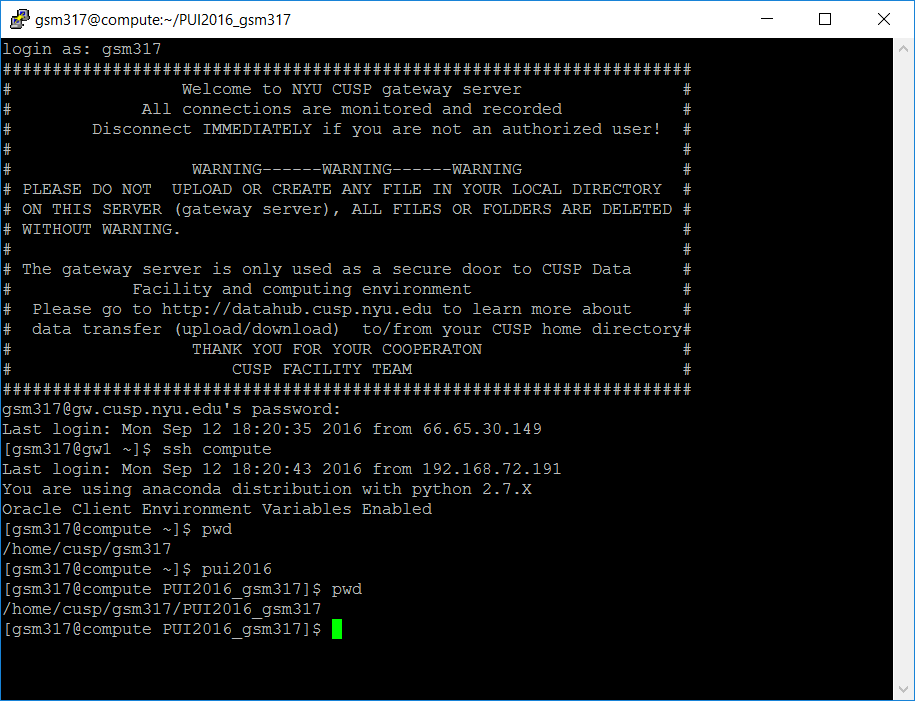 gsm317@compute:~/PUI2016_gsm317
login as: gsm317
#####################################################################
# Welcome to NYU CUSP gateway server #
# All connections are monitored and recorded #
# Disconnect IMMEDIATELY if you are not an authorized user! #
# #
# WARNING------WARNING------WARNING #
# PLEASE DO NOT  UPLOAD OR CREATE ANY FILE IN YOUR LOCAL DIRECTORY #
# ON THIS SERVER (gateway server), ALL FILES OR FOLDERS ARE DELETED #
# WITHOUT WARNING. #
# #
# The gateway server is only used as a secure door to CUSP Data #
# Facility and computing environment #
# Please go to http://datahub.cusp.nyu.edu to learn more about #
# data transfer (upload/download)  to/from your CUSP home directory#
# THANK YOU FOR YOUR COOPERATON #
# CUSP FACILITY TEAM #
#####################################################################
gsm317@gw.cusp.nyu.edu's password:
Last login: Mon Sep 12 18:20:35 2016 from 66.65.30.149
[gsm317@gw1 ~]$ ssh compute
Last login: Mon Sep 12 18:20:43 2016 from 192.168.72.191
You are using anaconda distribution with python 2.7.X
Oracle Client Environment Variables Enabled
[gsm317@compute ~]$ pwd
/home/cusp/gsm317
[gsm317@compute ~]$ pui2016
[gsm317@compute PUI2016_gsm317]$ pwd
/home/cusp/gsm317/PUI2016_gsm317
[gsm317@compute PUI2016_gsm317]$